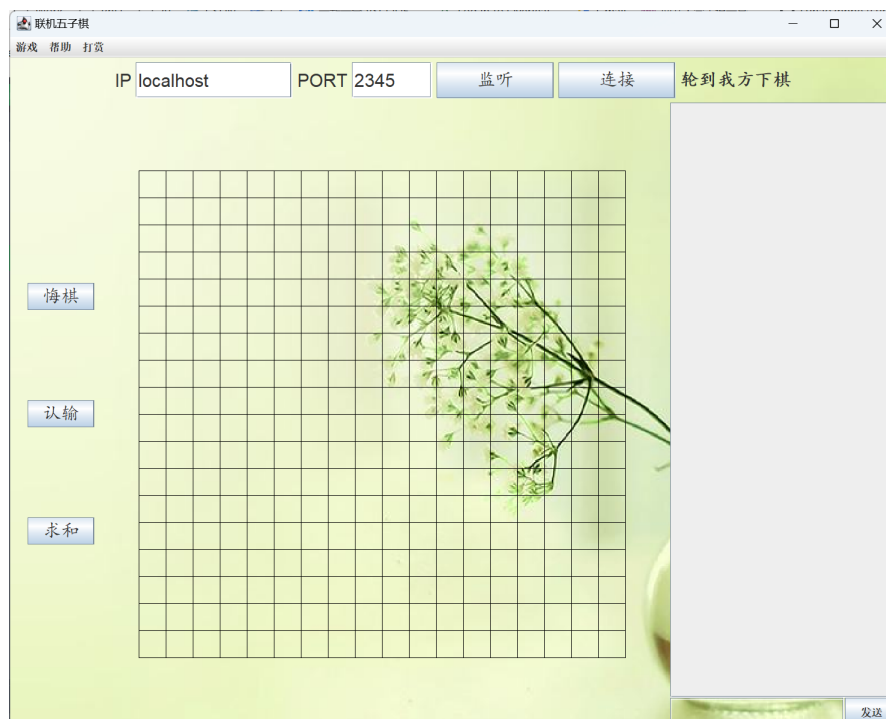 联机五子棋
游戏 帮助 打赏
IP localhost PORT 2345 监听 连接 轮到我方下棋
悔棋
认输
求和
发送